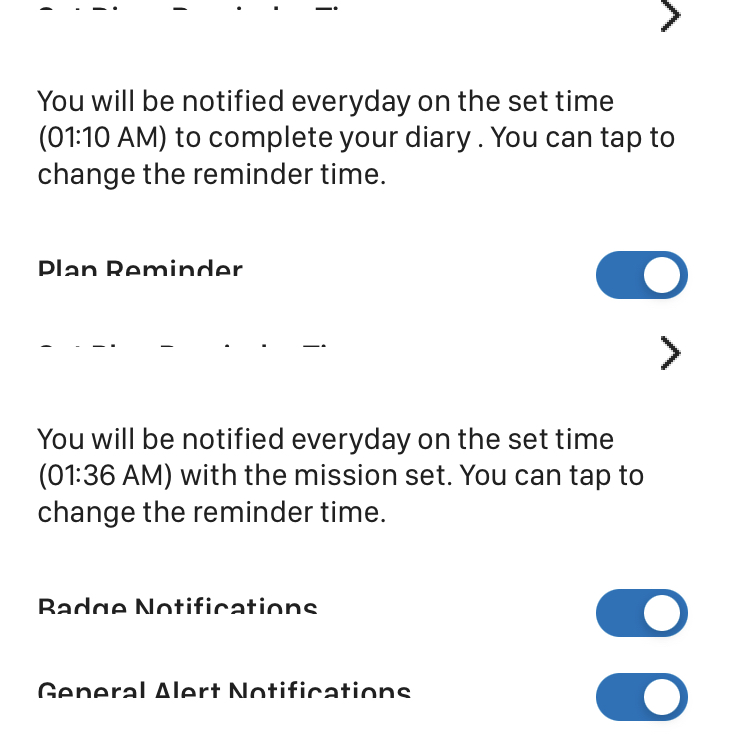 You will be notified everyday on the set time
(01:10 AM) to complete your diary . You can tap to
change the reminder time.
Plan Reminder
You will be notified everyday on the set time
(01:36 AM) with the mission set. You can tap to
change the reminder time.
Badge Notifications
General Alert Notifications